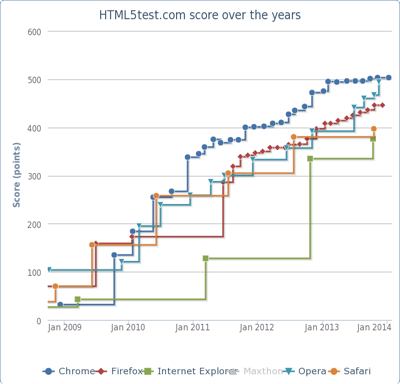 HTML5test.com score over the years
600
500
400
300
200
100
0
Score (points)
Jan 2009 Jan 2010 Jan 2011 Jan 2012 Jan 2013 Jan 2014
Chrome Firefox Internet Explorer Maxthon Opera Safari